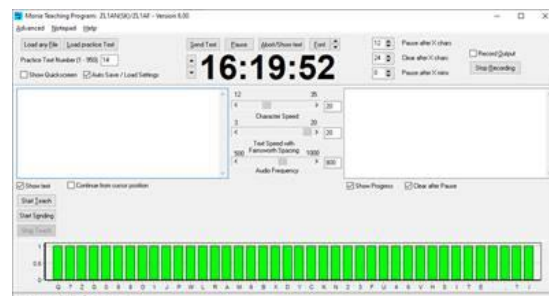 Morse Teaching Program: ZL1AN(SK)/ZL1AF - Version 6.00
Advanced Notepad Help
Load any File Load practice Text Send Text Pause Abort/Show text Font 12 Pause after X chars
Practice Text Number (1 - 950) 14 16:19:52 24 Clear after X chars Record Output
Show Quickscreen Auto Save / Load Settings 0 Pause after X mins Stop Recording
12 35
20
Character Speed
3 20
20
Text Speed with
Farnsworth Spacing
500 1000
800
Audio Frequency
Show text Continue from cursor position Show Progress Clear after Pause
Start Teach
Start Sending
Stop Teach
1
0.5
0